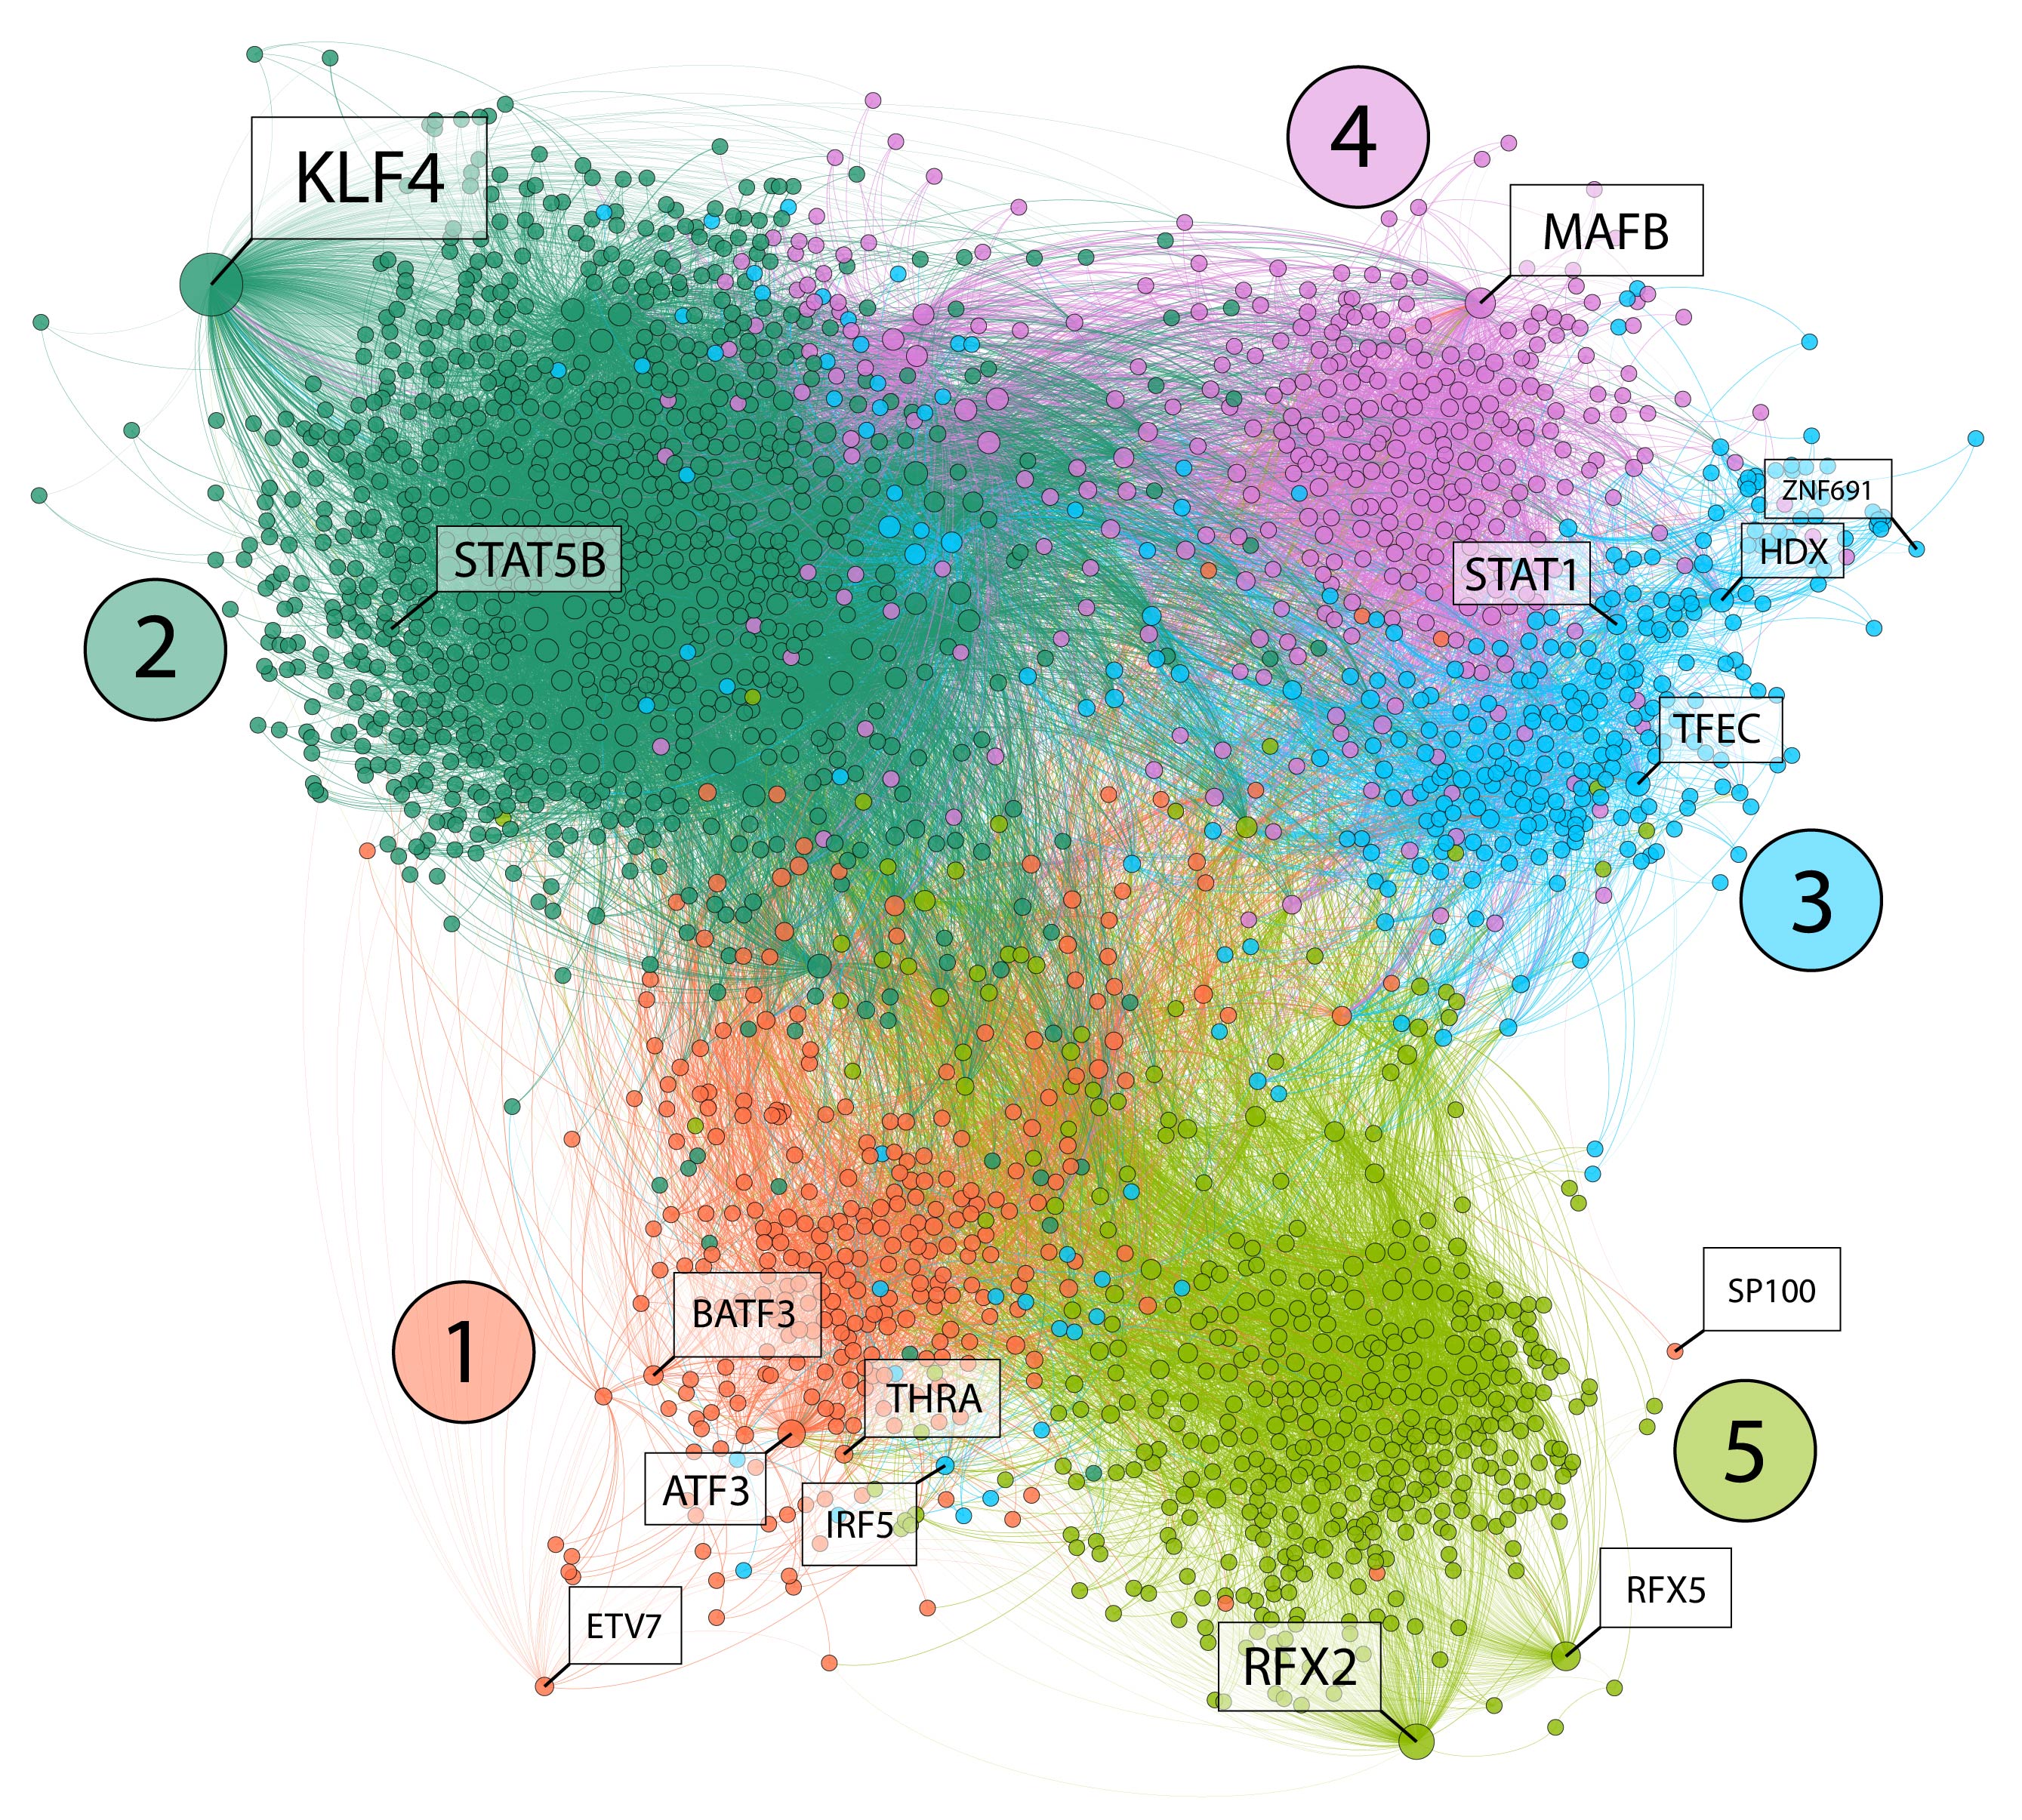 4
KLF4
MAFB
ZNF691
STAT5B
HDX
STAT1
2
TFEC
3
SP100
BATF3
1
THRA
5
ATF3
IRF5
RFX5
ETV7
RFX2